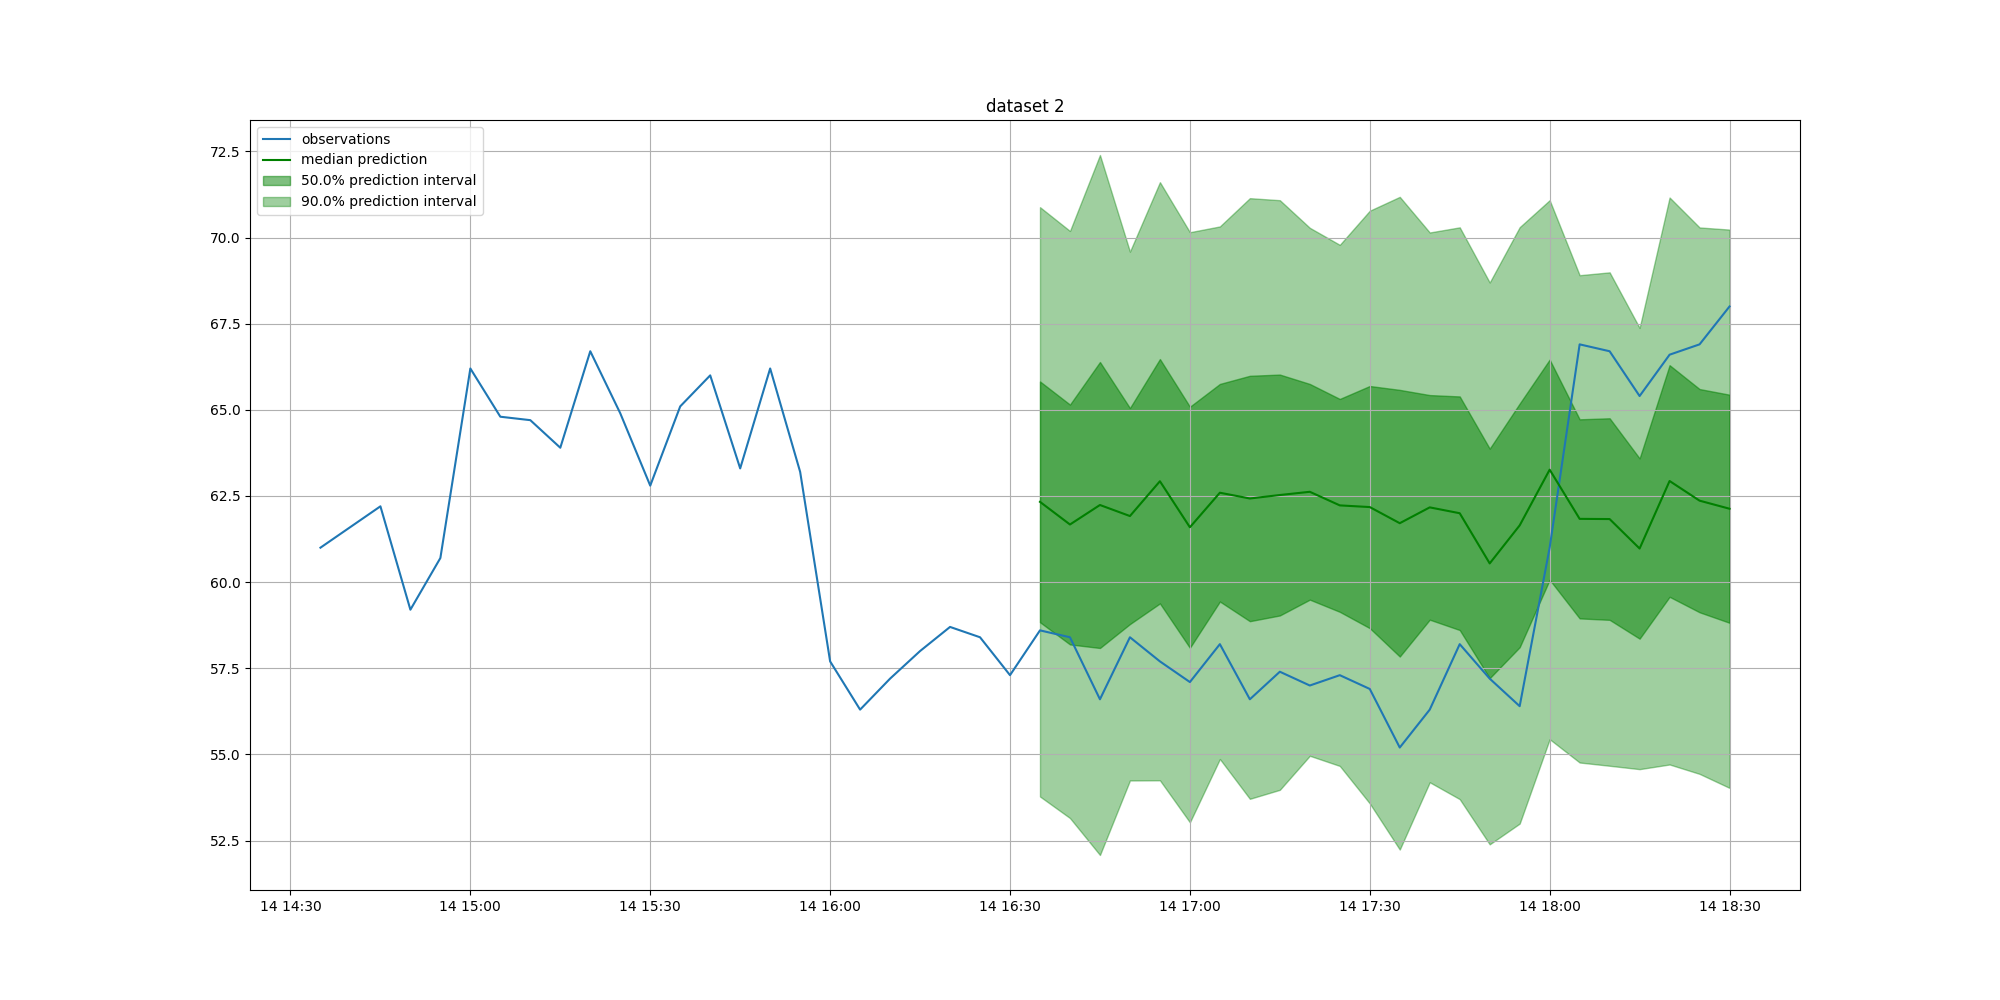 dataset 2
observations
median prediction
50.0% prediction interval
90.0% prediction interval
72.5
70.0
67.5
65.0
62.5
60.0
57.5
55.0
52.5
14 14:30 14 15:00 14 15:30 14 16:00 14 16:30 14 17:00 14 17:30 14 18:00 14 18:30